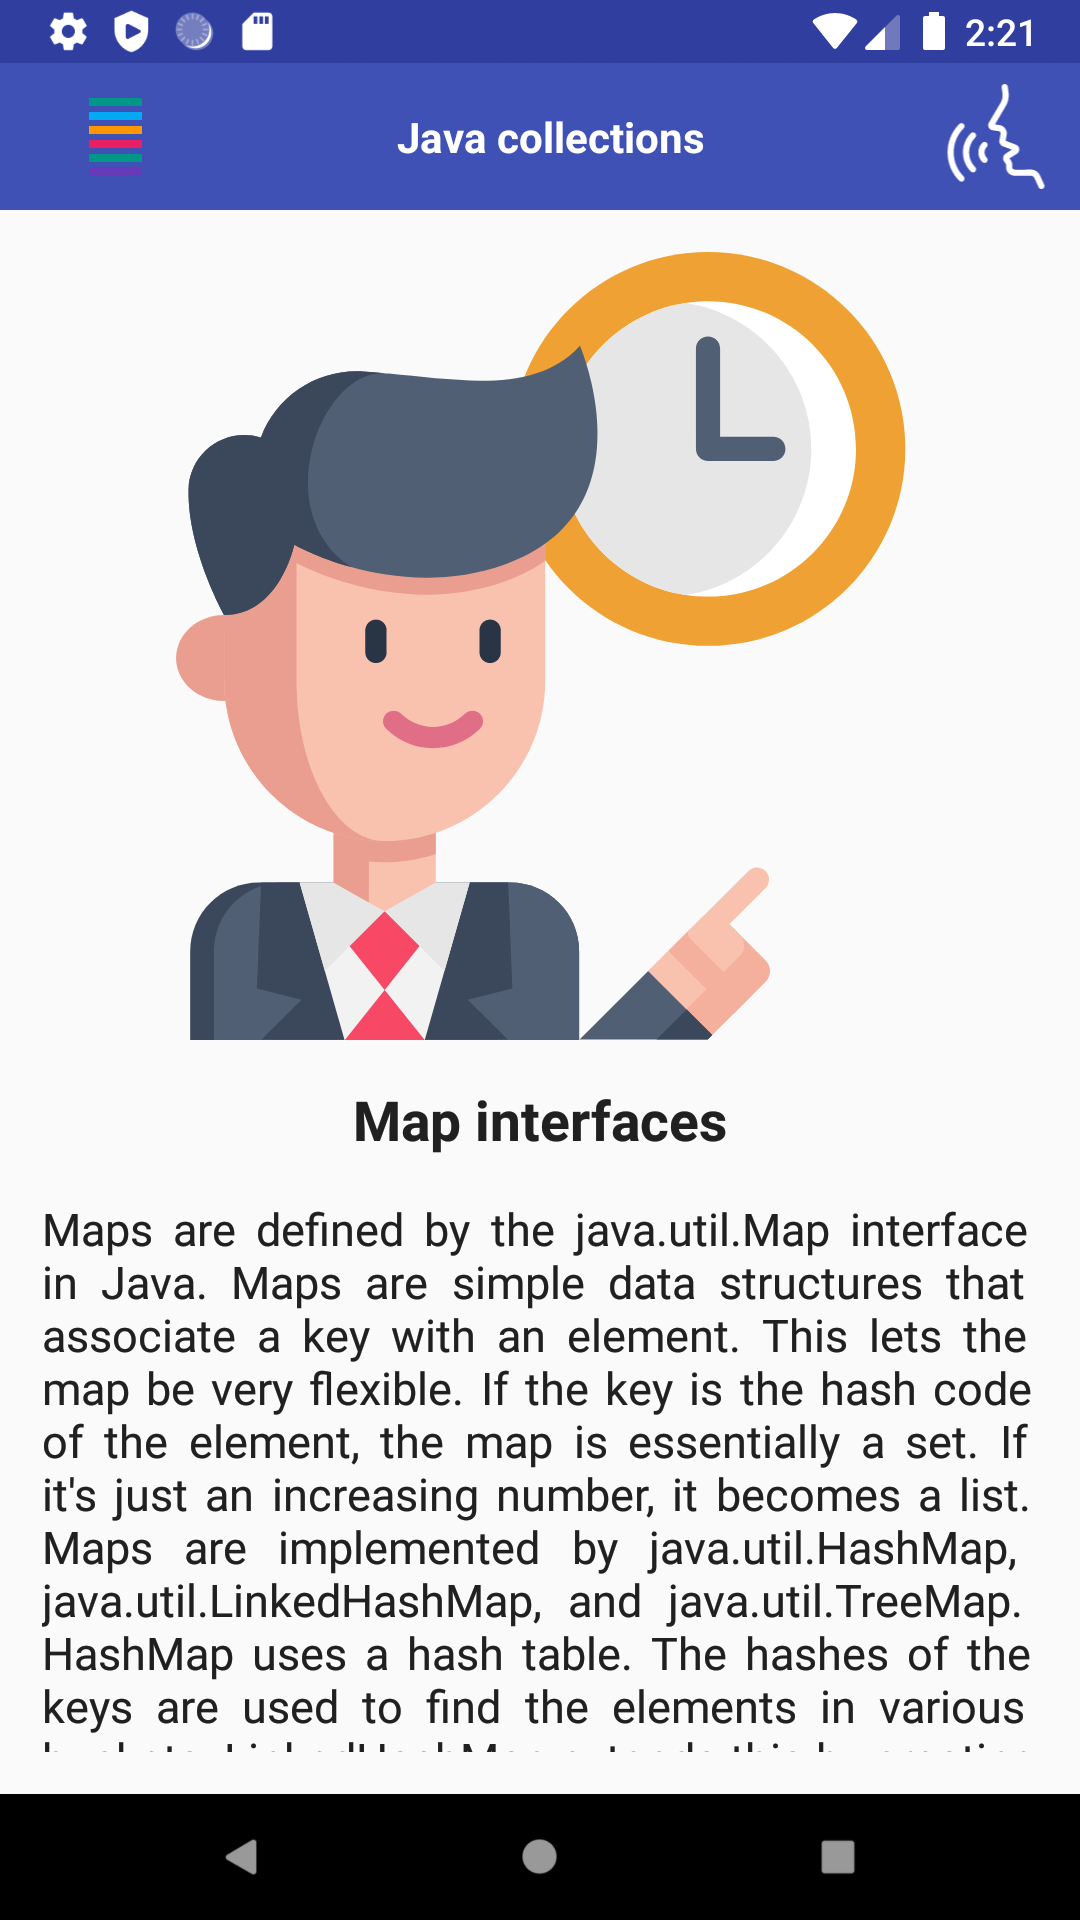 2:21
Java collections
Map interfaces
Maps are defined by the java.util.Map interface
in Java. Maps are simple data structures that
associate a key with an element. This lets the
map be very flexible. If the key is the hash code
of the element, the map is essentially a set. If
it's just an increasing number, it becomes a list.
Maps are implemented by java.util.HashMap,
java.util.LinkedHashMap, and java.util.TreeMap.
HashMap uses a hash table. The hashes of the
keys are used to find the elements in various